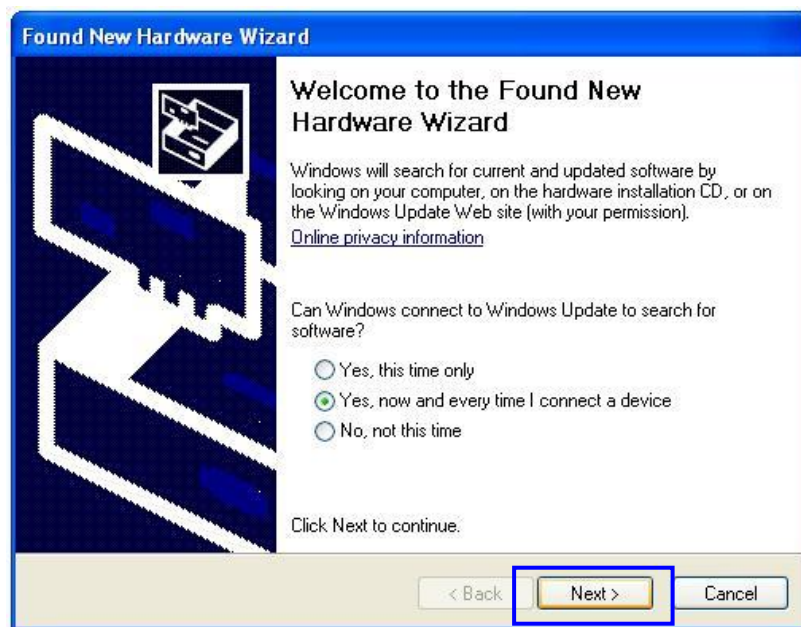 Found New Hardware Wizard
Welcome to the Found New
Hardware Wizard
Windows will search for current and updated software by
looking on your computer, on the hardware installation CD, or on
the Windows Update Web site (with your permission).
Online privacy information
Can Windows connect to Windows Update to search for
software?
Yes, this time only
Yes, now and every time I connect a device
No, not this time
Click Next to continue.
< Back Next > Cancel